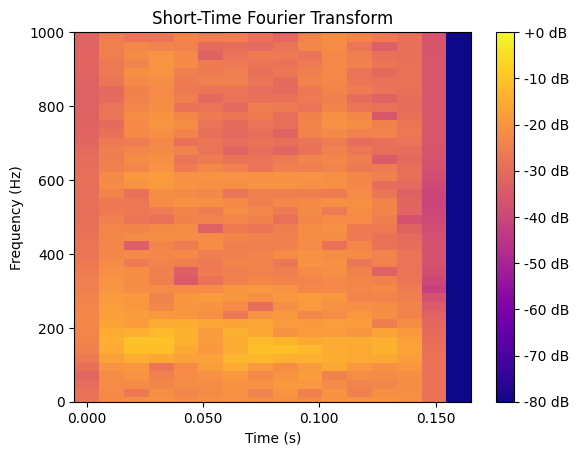 Short-Time Fourier Transform
1000
800
600
400
200
0
Frequency (Hz)
0.000
0.050
0.100
0.150
Time (s)
+0 dB
-10 dB
-20 dB
-30 dB
-40 dB
-50 dB
-60 dB
-70 dB
-80 dB